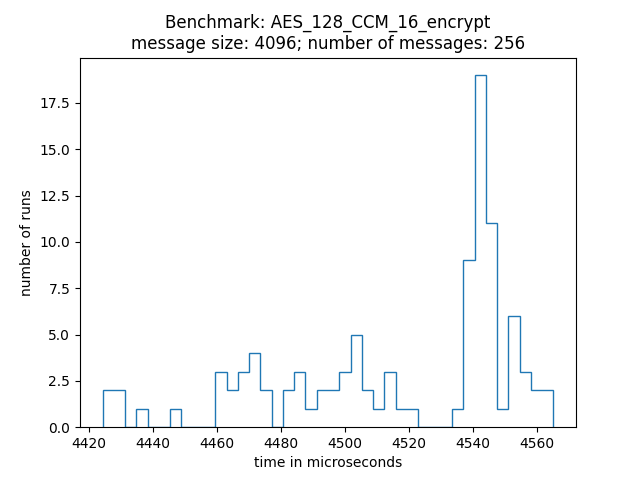 Benchmark: AES_128_CCM_16_encrypt
message size: 4096; number of messages: 256
17.5
15.0
12.5
10.0
7.5
5.0
2.5
0.0
number of runs
4420 4440 4460 4480 4500 4520 4540 4560
time in microseconds